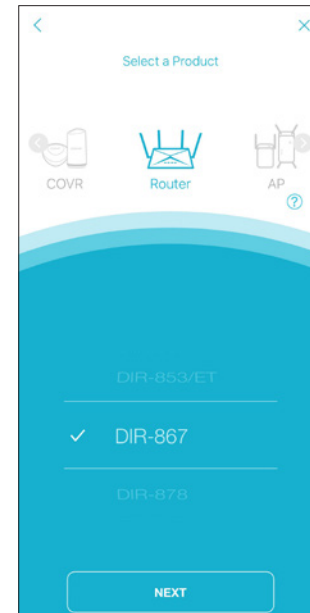 Select a Product
COVR
Router
AP
?
DIR-853/ET
DIR-867
DIR-878
NEXT